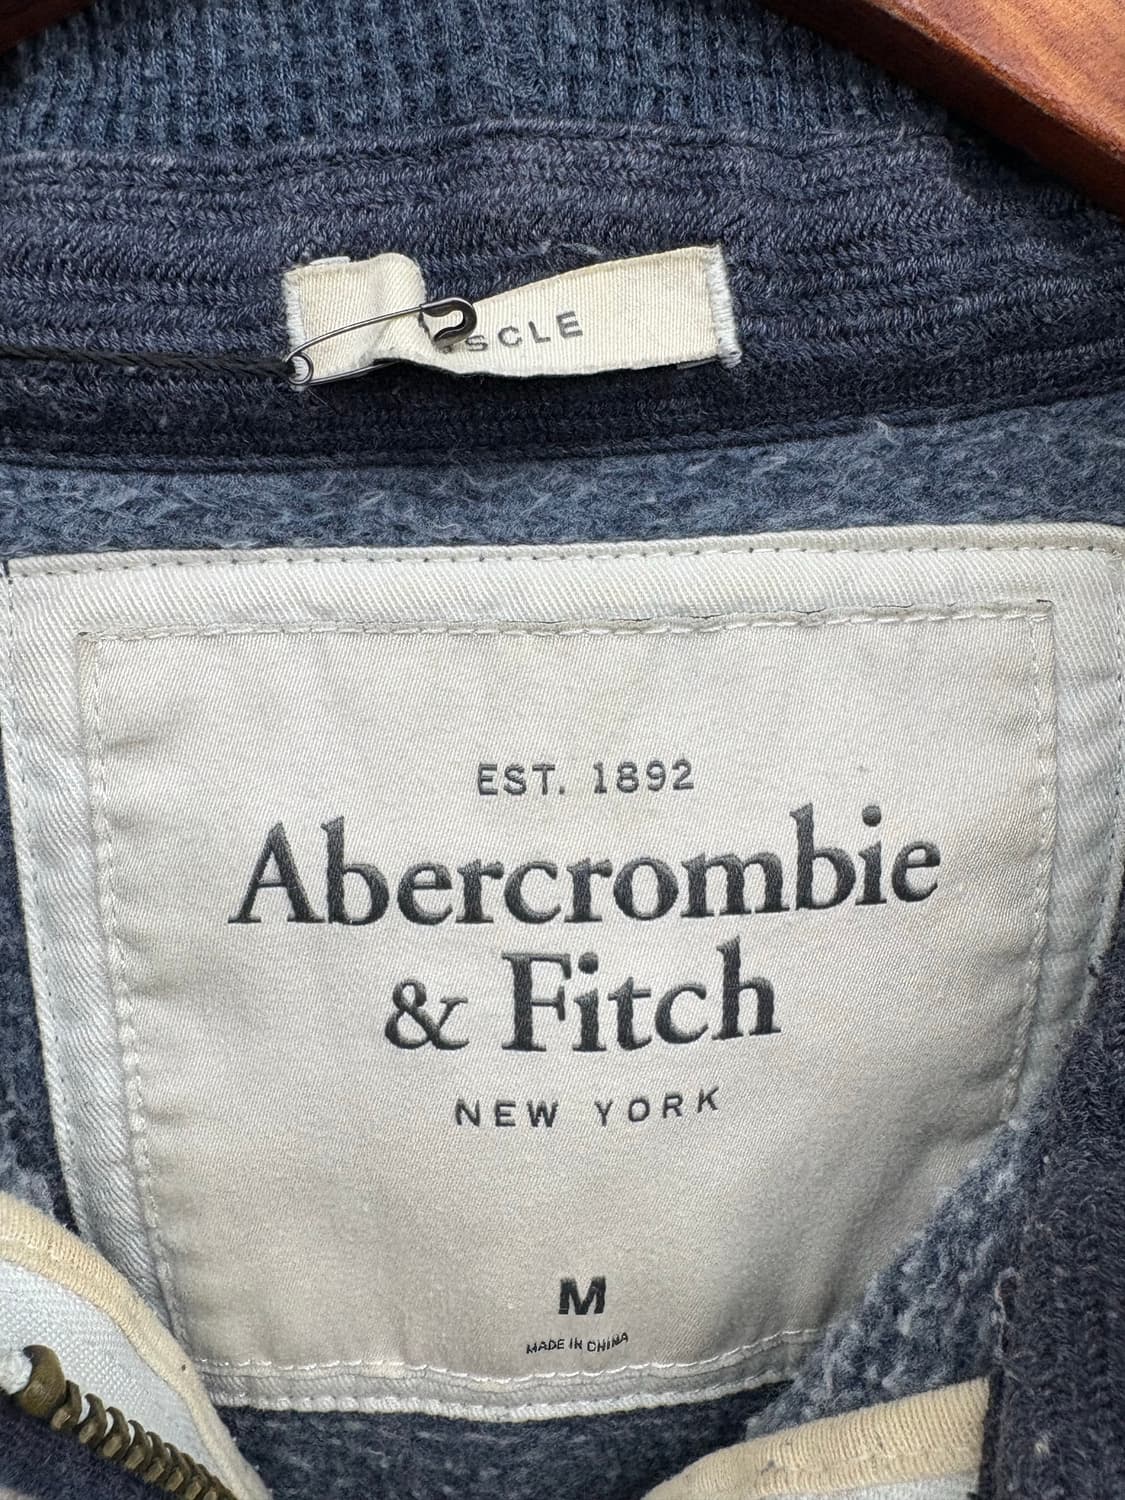 SCLE
EST. 1892
Abercrombie
& Fitch
NEW YORK
M
MADE IN CHINA